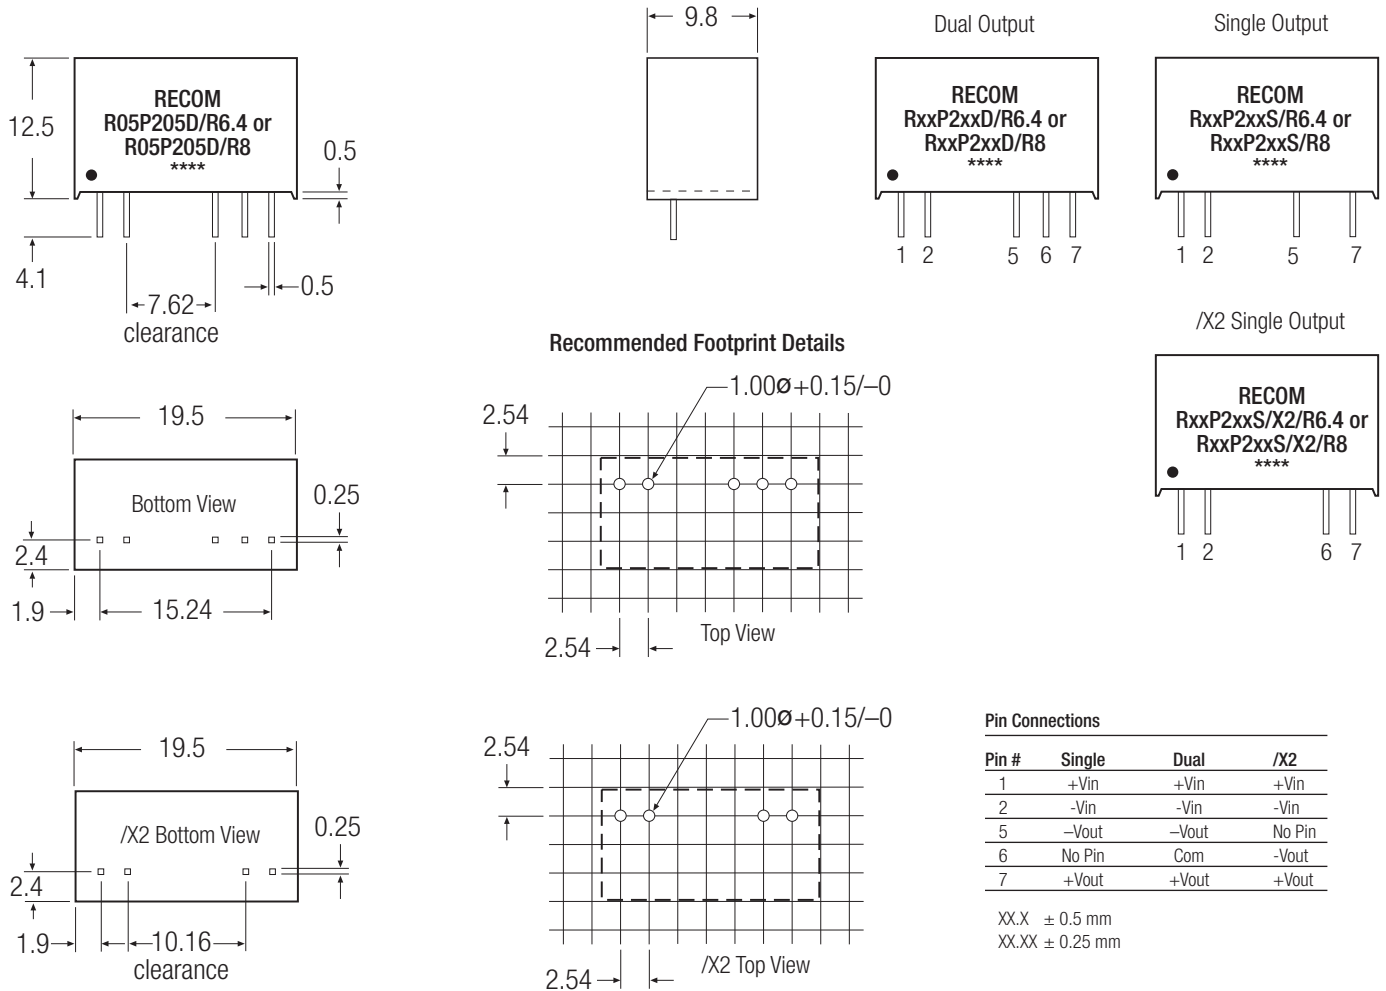 12.5
RECOM
R05P205D/R6.4 or
R05P205D/R8
****
0.5
4.1
7.62
clearance
0.5
9.8
Dual Output
RECOM
RxxP2xxD/R6.4 or
RxxP2xxD/R8
****
1 2 5 6 7
Single Output
RECOM
RxxP2xxS/R6.4 or
RxxP2xxS/R8
****
1 2 5 7
/X2 Single Output
RECOM
RxxP2xxS/X2/R6.4 or
RxxP2xxS/X2/R8
****
1 2 6 7
19.5
Bottom View
0.25
2.4
1.9
15.24
Recommended Footprint Details
1.00ø+0.15/–0
2.54
Top View
2.54
19.5
/X2 Bottom View
0.25
2.4
1.9
10.16
clearance
1.00ø+0.15/–0
2.54
/X2 Top View
2.54
Pin Connections
Pin # Single Dual /X2
1 +Vin +Vin +Vin
2 -Vin -Vin -Vin
5 –Vout –Vout No Pin
6 No Pin Com -Vout
7 +Vout +Vout +Vout
XX.X ± 0.5 mm
XX.XX ± 0.25 mm